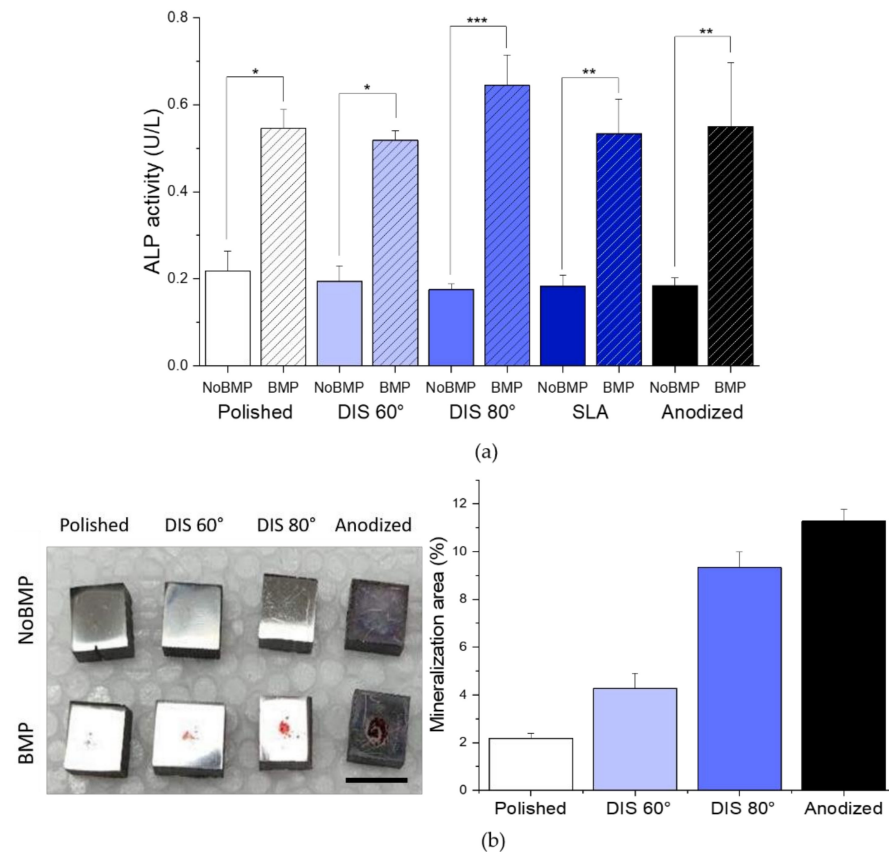 ALP activity (U/L)
0.8
0.6
0.4
0.2
0.0
*
*
***
**
**
NoBMP BMP NoBMP BMP NoBMP BMP NoBMP BMP NoBMP BMP
Polished DIS 60° DIS 80° SLA Anodized
(a)
Polished DIS 60° DIS 80° Anodized
NoBMP
BMP
Mineralization area (%)
12
10
8
6
4
2
0
Polished DIS 60° DIS 80° Anodized
(b)